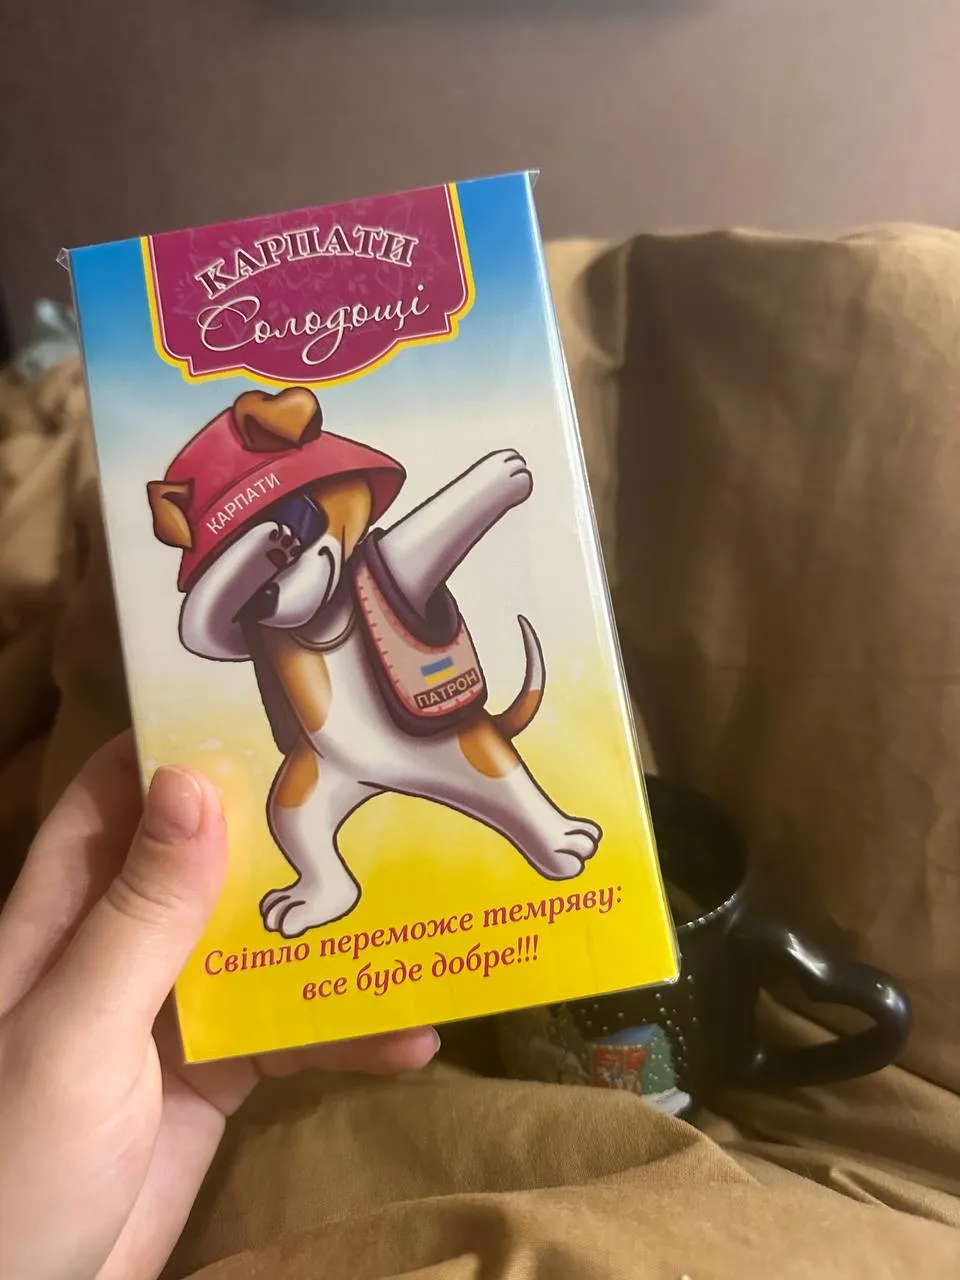 КАРПАТИ
Солодощі
КАРПАТИ
ПАТРОН
Світло переможе темряву:
все буде добре!!!